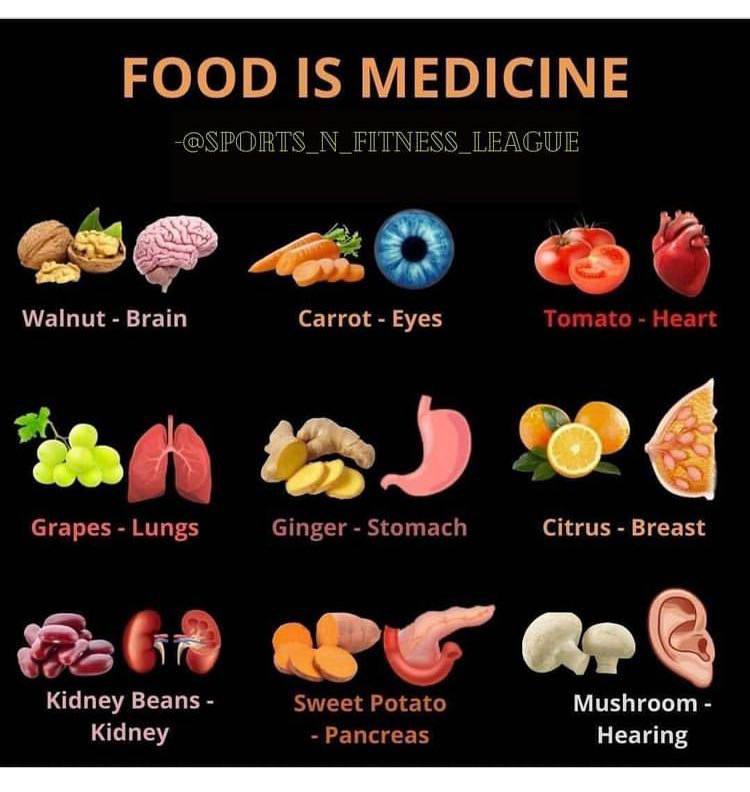 FOOD IS MEDICINE
-@SPORTS_N_FITNESS_LEAGUE
Walnut - Brain
Carrot - Eyes
Tomato - Heart
Grapes - Lungs
Ginger - Stomach
Citrus - Breast
Kidney Beans -
Kidney
Sweet Potato
- Pancreas
Mushroom -
Hearing